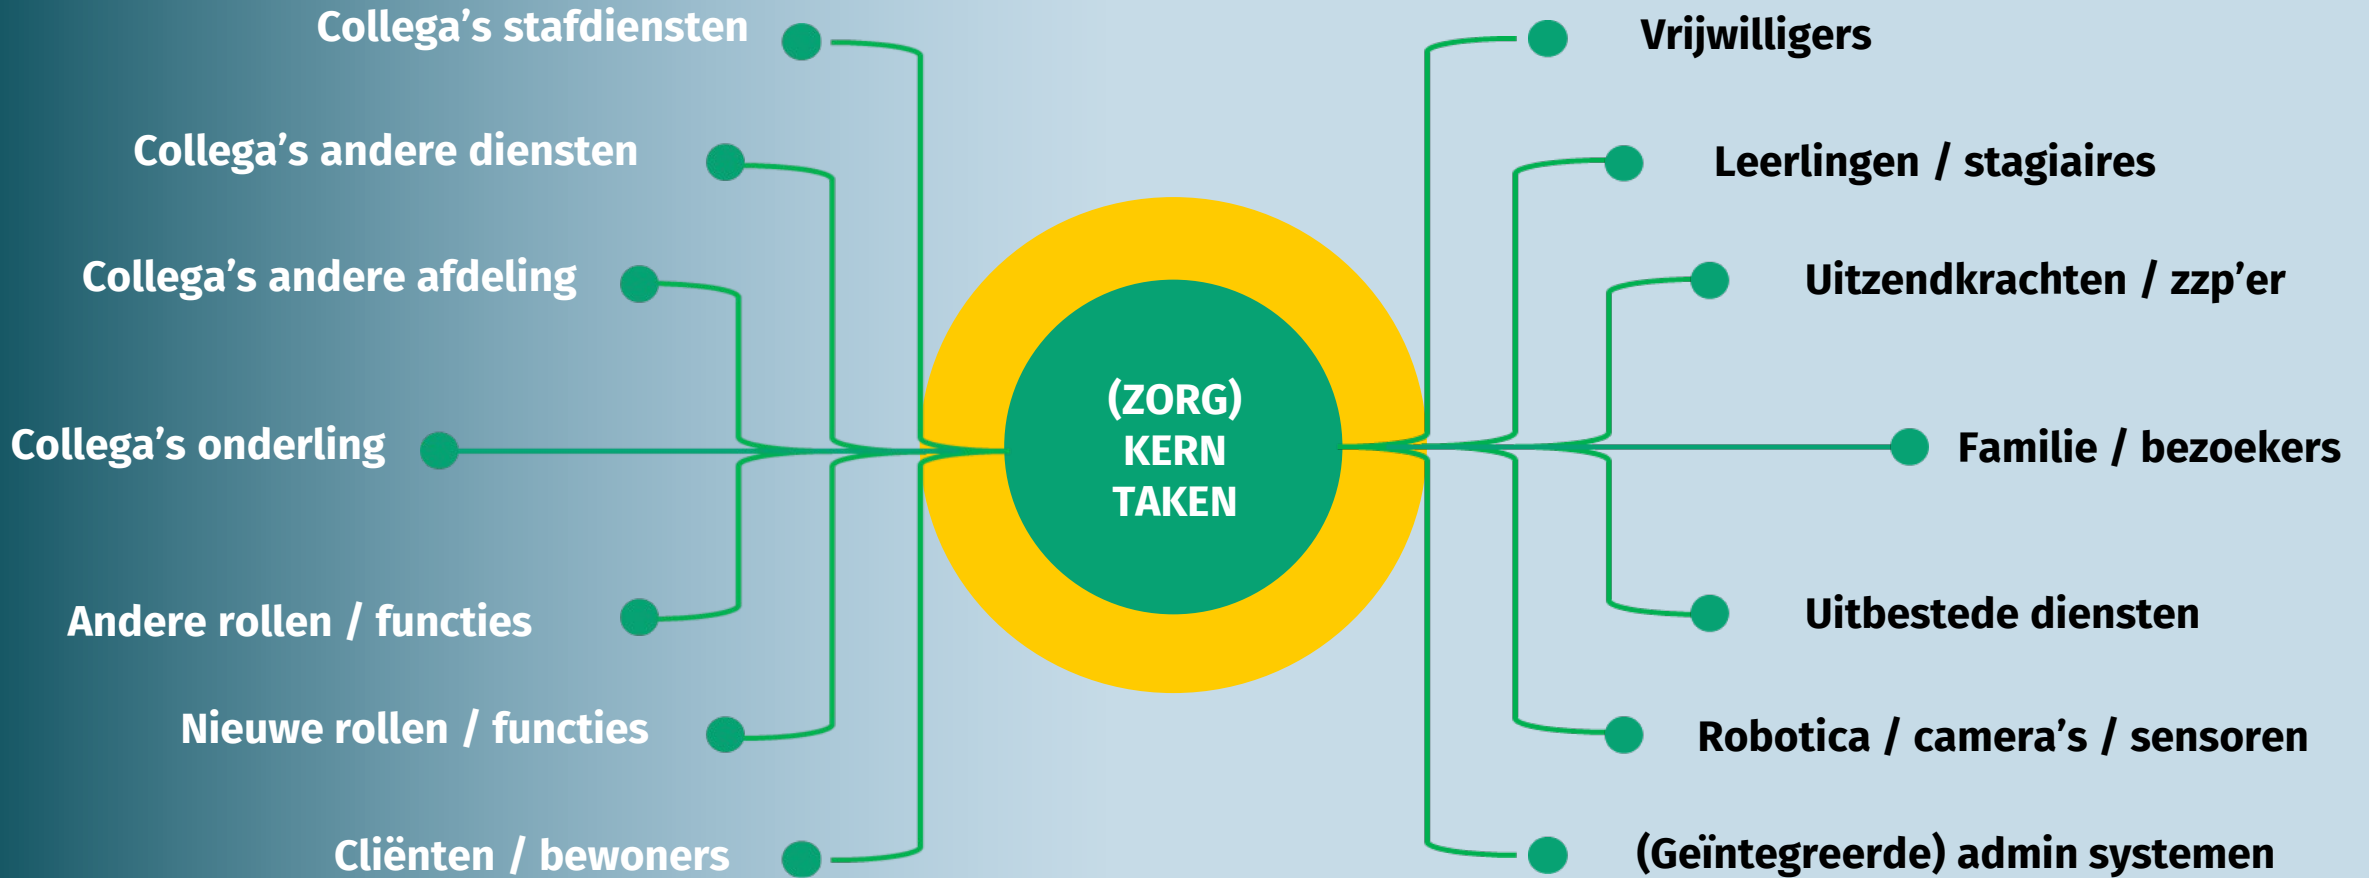 Collega’s stafdiensten
Collega’s andere diensten
Collega’s andere afdeling
Collega’s onderling
Andere rollen / functies
Nieuwe rollen / functies
Cliënten / bewoners
(ZORG)
KERN
TAKEN
Vrijwilligers
Leerlingen / stagiaires
Uitzendkrachten / zzp’er
Familie / bezoekers
Uitbestede diensten
Robotica / camera’s / sensoren
(Geïntegreerde) admin systemen